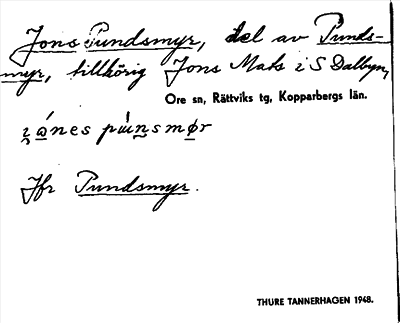 Jons Pundsmyr, del av Punds-
myr, tillhörig Jons Mats i S Dalbyn,
Ore sn, Rättviks tg, Kopparbergs län.
Jfr Pundsmyr.
THURE TANNERHAGEN 1948.